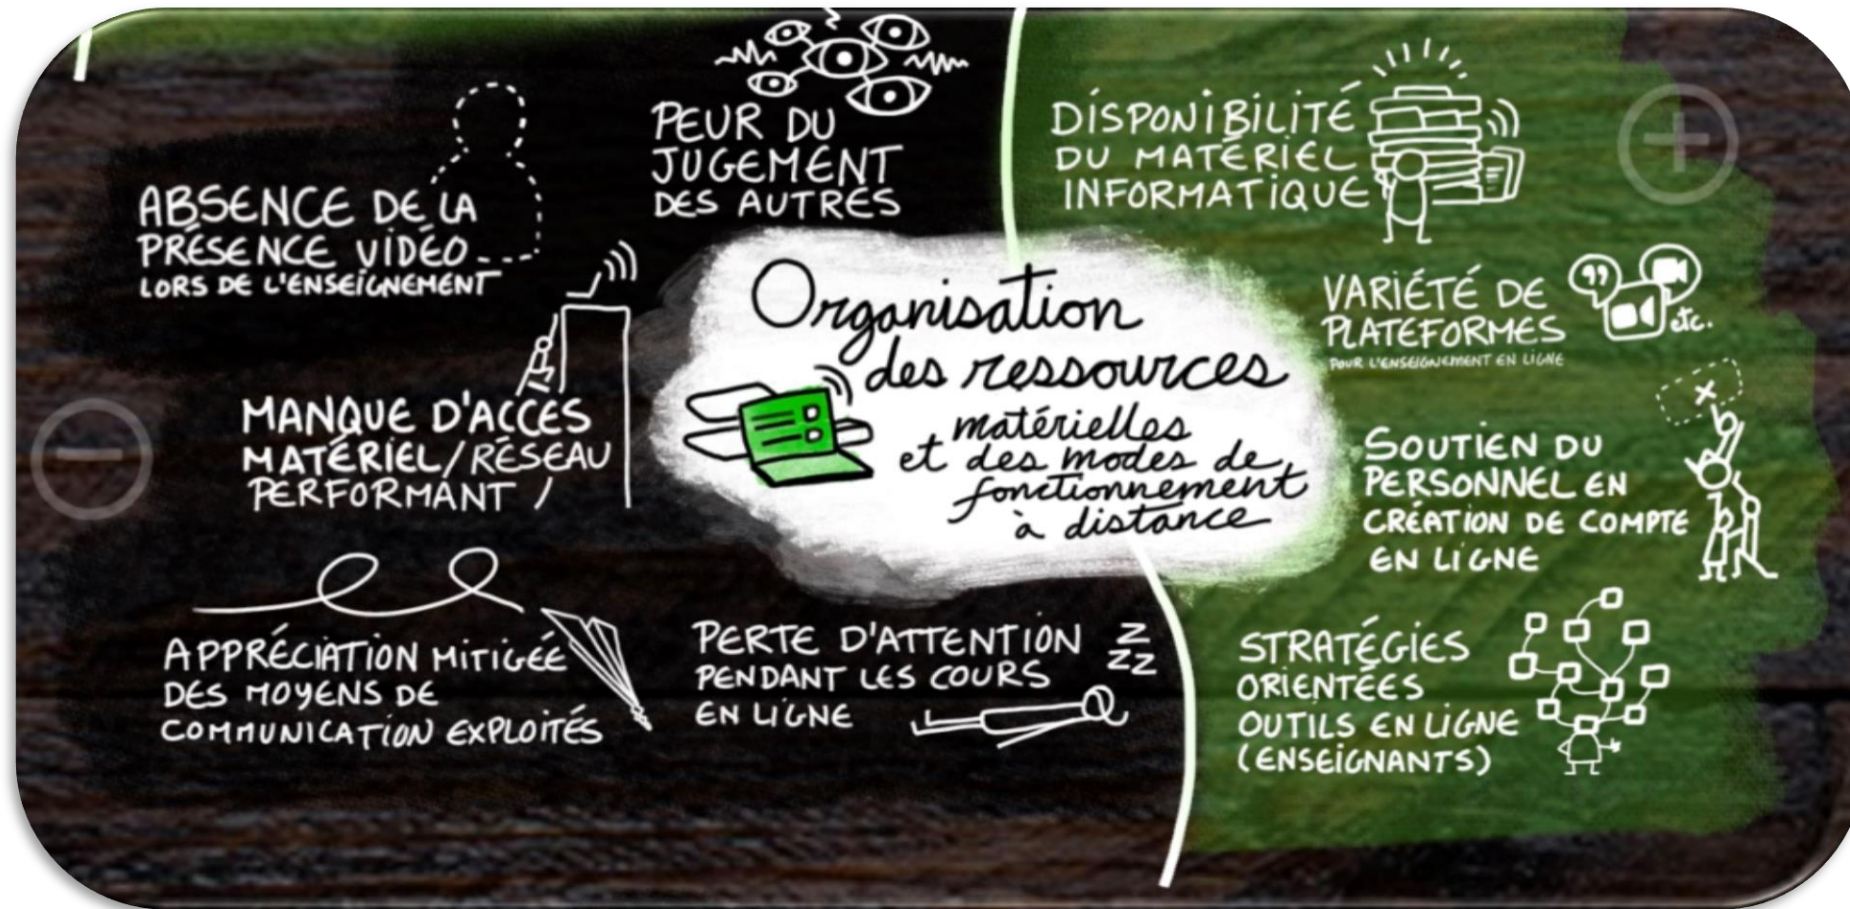 Organisation
des ressources
matérielles
et des modes de
fonctionnement
à distance
ABSENCE DE LA
PRÉSENCE VIDÉO
LORS DE L'ENSEIGNEMENT
PEUR DU
JUGEMENT
DES AUTRES
MANQUE D'ACCÈS
MATÉRIEL/RÉSEAU
PERFORMANT
APPRÉCIATION MITIGÉE
DES MOYENS DE
COMMUNICATION EXPLOITÉS
PERTE D'ATTENTION
PENDANT LES COURS
EN LIGNE
Z
ZZ
DISPONIBILITÉ
DU MATÉRIEL
INFORMATIQUE
VARIÉTÉ DE
PLATEFORMES
etc.
POUR L'ENSEIGNEMENT EN LIGNE
SOUTIEN DU
PERSONNEL EN
CRÉATION DE COMPTE
EN LIGNE
STRATÉGIES
ORIENTÉES
OUTILS EN LIGNE
(ENSEIGNANTS)